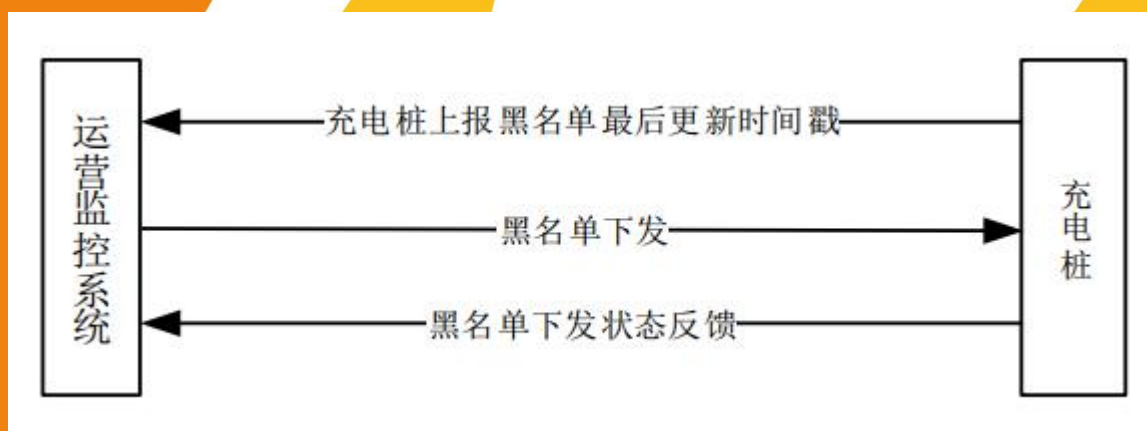 运营监控系统
充电桩上报黑名单最后更新时间戳
黑名单下发
黑名单下发状态反馈
充电桩